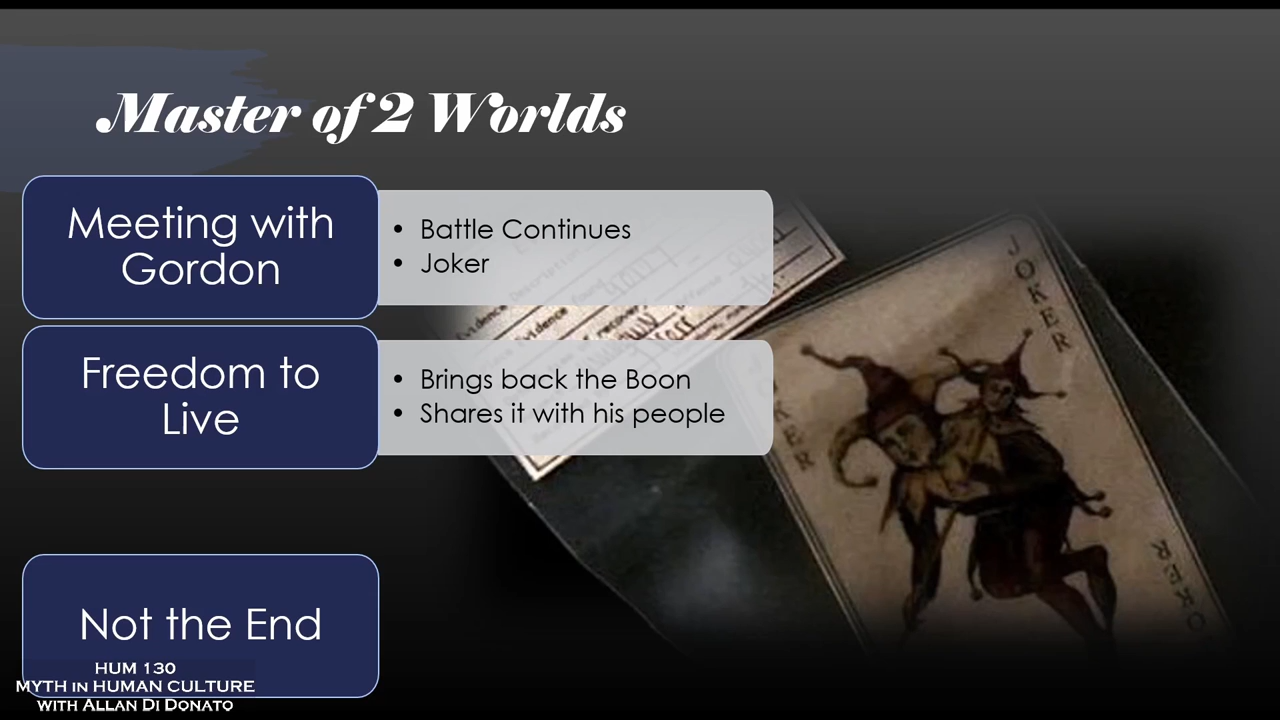 Master of 2 Worlds
Meeting with
Gordon
• Battle Continues
• Joker
Freedom to
Live
• Brings back the Boon
• Shares it with his people
Not the End
JOKER
JOKER
HUM 130
MYTH IN HUMAN CULTURE
WITH ALLAN DI DONATO